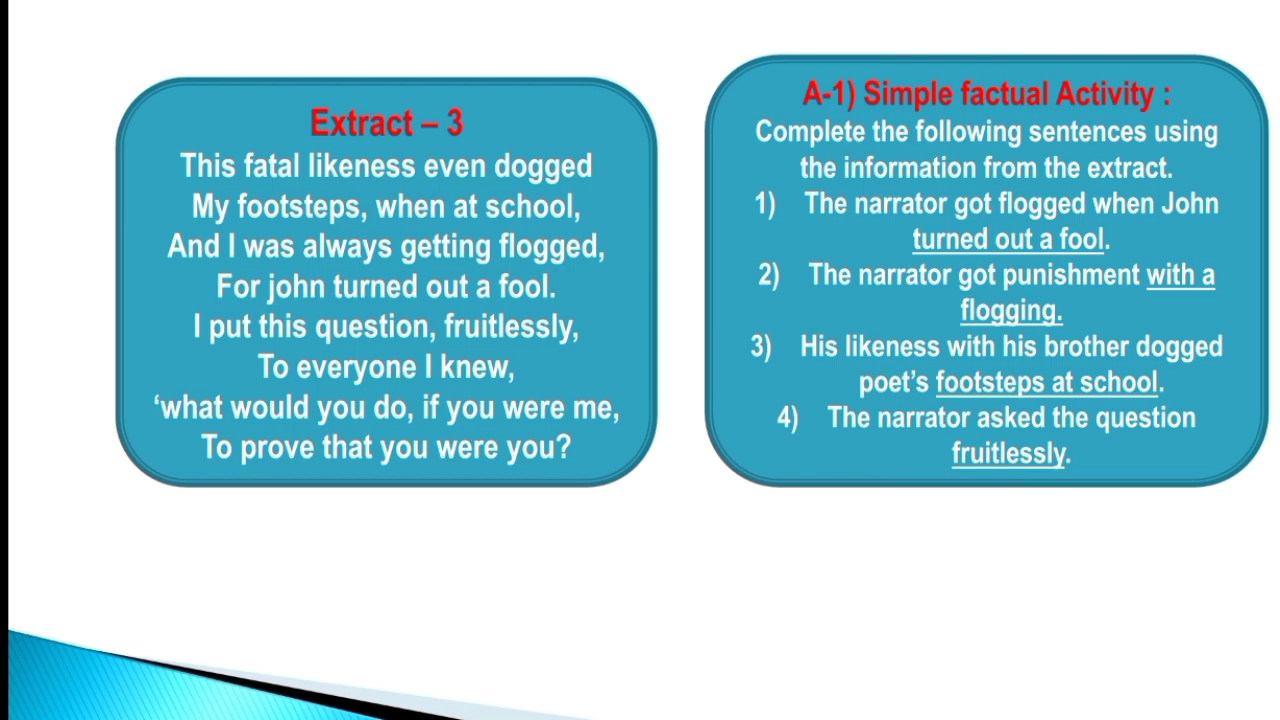 Extract – 3
This fatal likeness even dogged
My footsteps, when at school,
And I was always getting flogged,
For john turned out a fool.
I put this question, fruitlessly,
To everyone I knew,
‘what would you do, if you were me,
To prove that you were you?
A-1) Simple factual Activity :
Complete the following sentences using
the information from the extract.
1) The narrator got flogged when John
turned out a fool.
2) The narrator got punishment with a
flogging.
3) His likeness with his brother dogged
poet’s footsteps at school.
4) The narrator asked the question
fruitlessly.